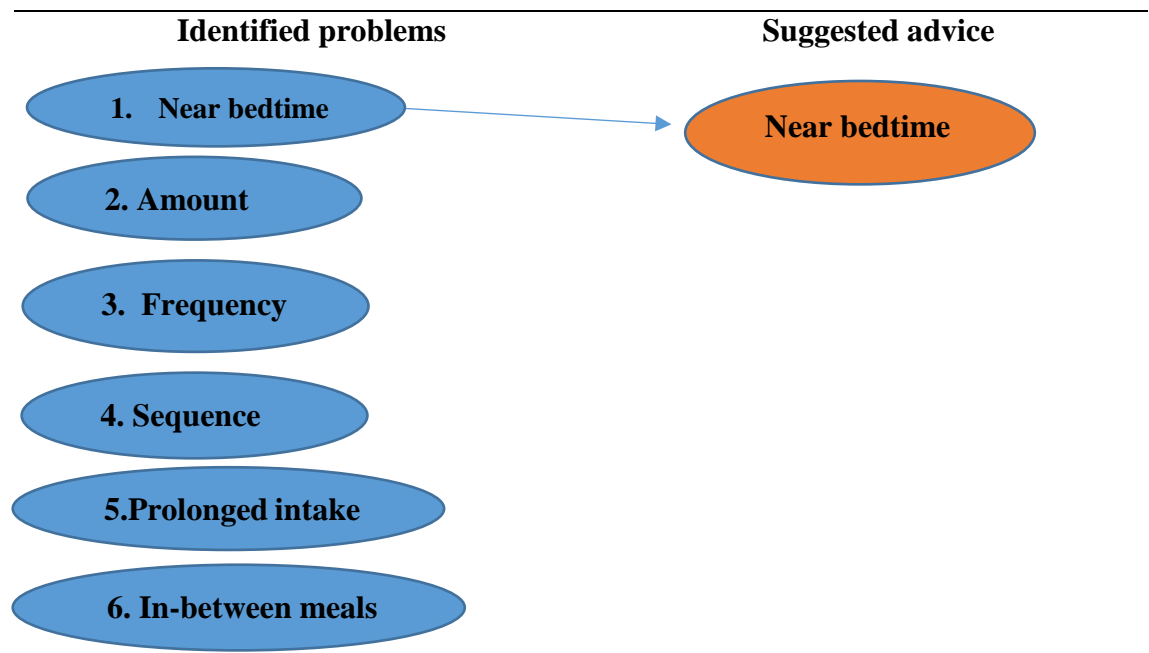 Identified problems
Suggested advice
1. Near bedtime
Near bedtime
2. Amount
3. Frequency
4. Sequence
5.Prolonged intake
6. In-between meals